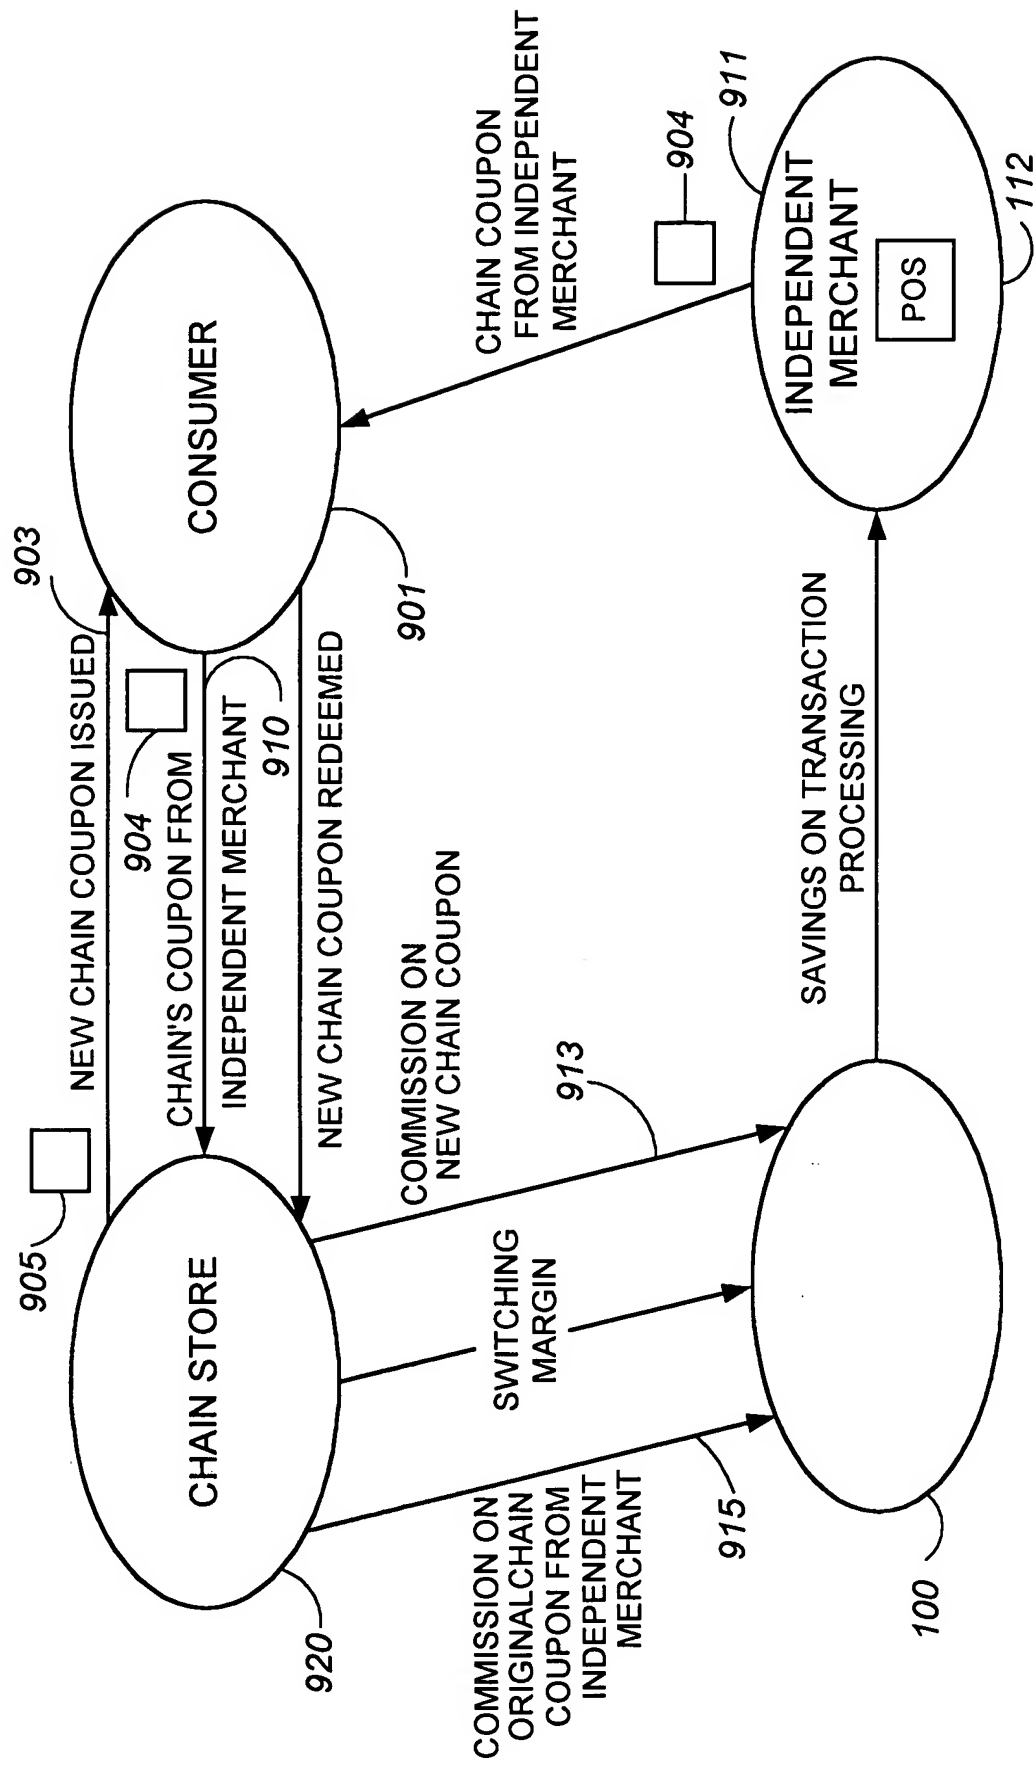 903
NEW CHAIN COUPON ISSUED
905
904
CHAIN'S COUPON FROM
INDEPENDENT MERCHANT
910
NEW CHAIN COUPON REDEEMED
CHAIN STORE
CONSUMER
920
901
COMMISSION ON
NEW CHAIN COUPON
913
SWITCHING
MARGIN
COMMISSION ON
ORIGINALCHAIN
COUPON FROM
INDEPENDENT
MERCHANT
915
CHAIN COUPON
FROM INDEPENDENT
MERCHANT
904
911
INDEPENDENT
MERCHANT
POS
112
SAVINGS ON TRANSACTION
PROCESSING
100